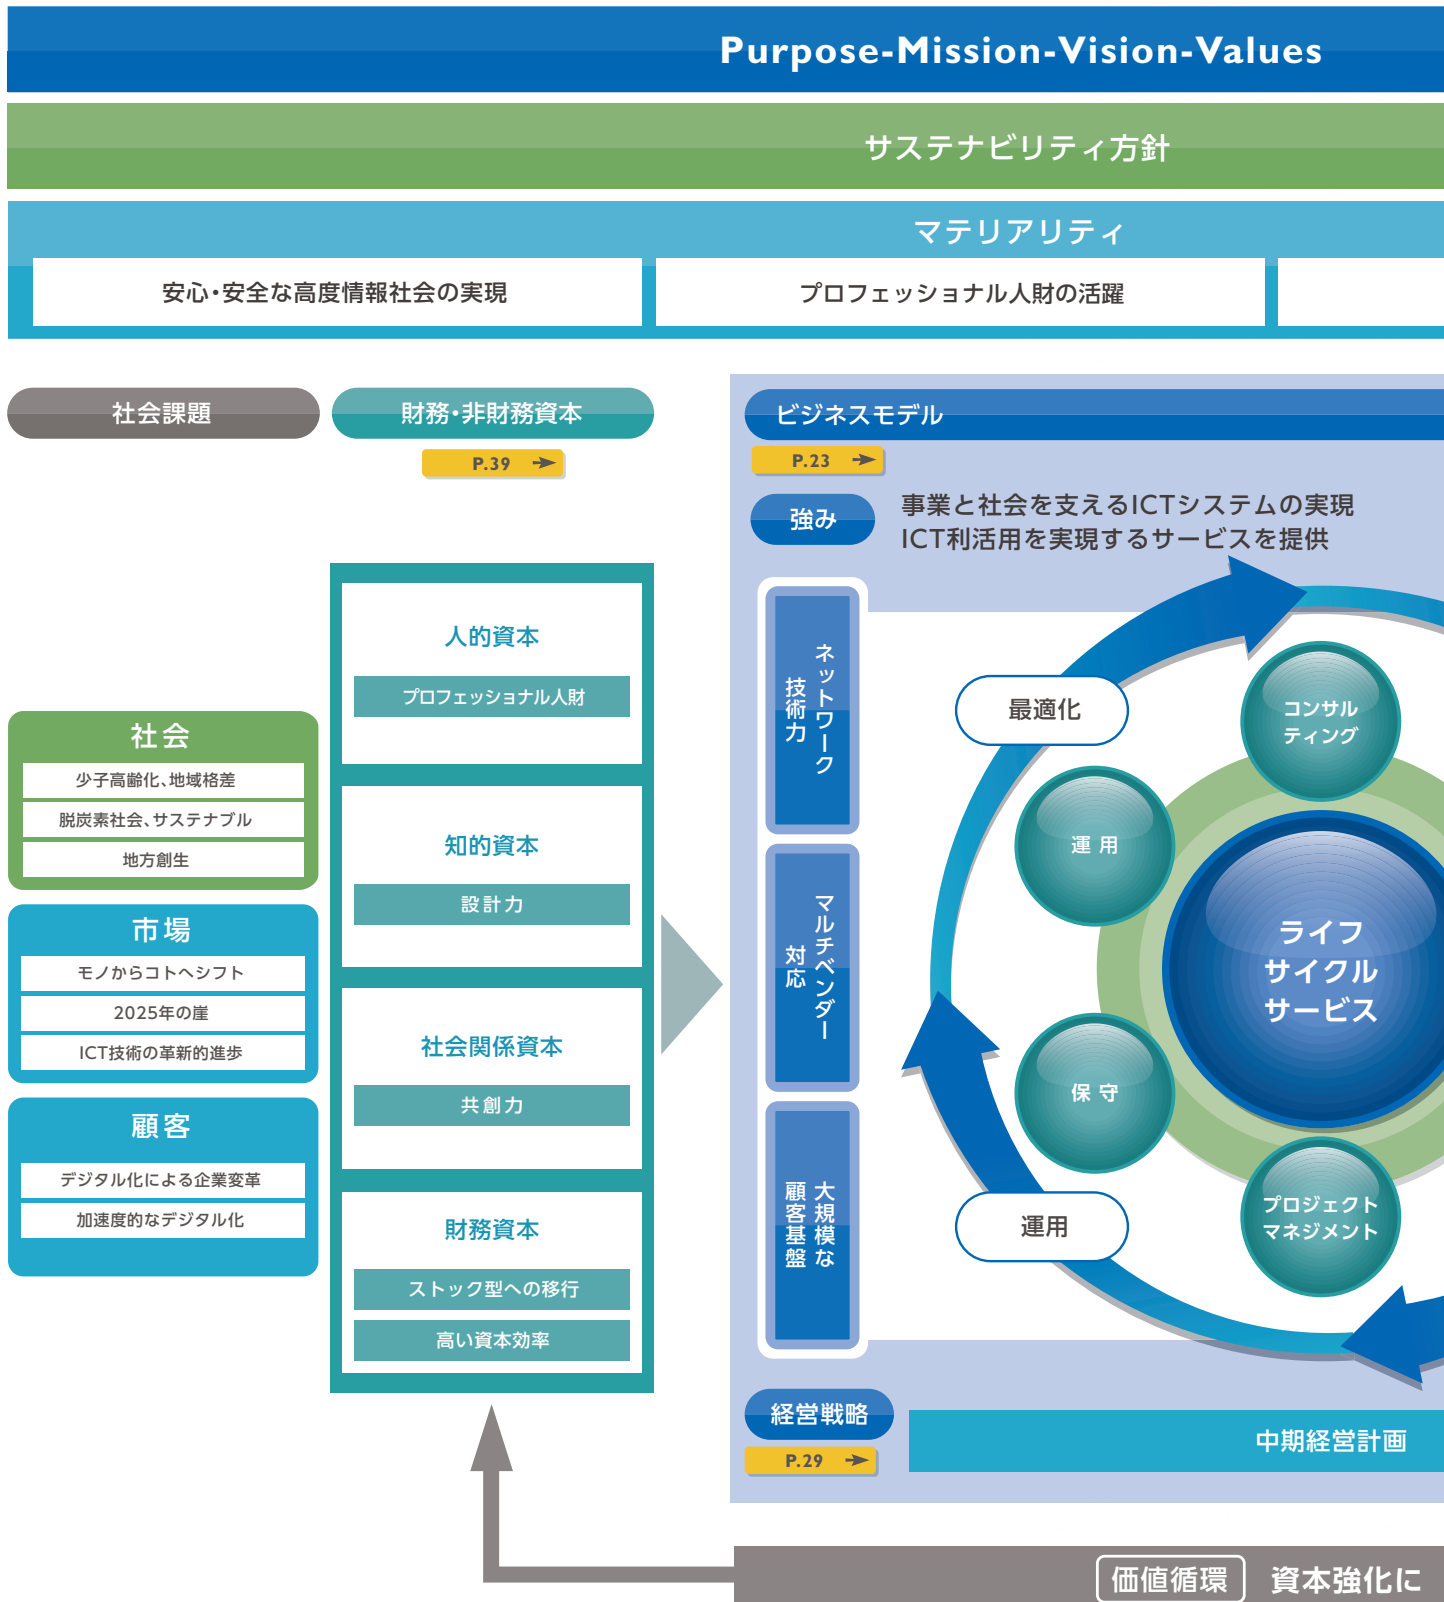 Purpose-Mission-Vision-Values
サステナビリティ方針
マテリアリティ
安心・安全な高度情報社会の実現
プロフェッショナル人財の活躍
社会課題
社会
少子高齢化、地域格差
脱炭素社会、サステナブル
地方創生
市場
モノからコトへシフト
2025年の崖
ICT技術の革新的進歩
顧客
デジタル化による企業変革
加速度的なデジタル化
財務・非財務資本
P.39
人的資本
プロフェッショナル人財
知的資本
設計力
社会関係資本
共創力
財務資本
ストック型への移行
高い資本効率
ビジネスモデル
P.23
強み
事業と社会を支えるICTシステムの実現
ICT利活用を実現するサービスを提供
ネットワーク
技術力
マルチベンダー
対応
大規模な
顧客基盤
最適化
コンサル
ティング
運用
ライフ
サイクル
サービス
保守
プロジェクト
マネジメント
運用
経営戦略
P.29
中期経営計画
価値循環
資本強化に